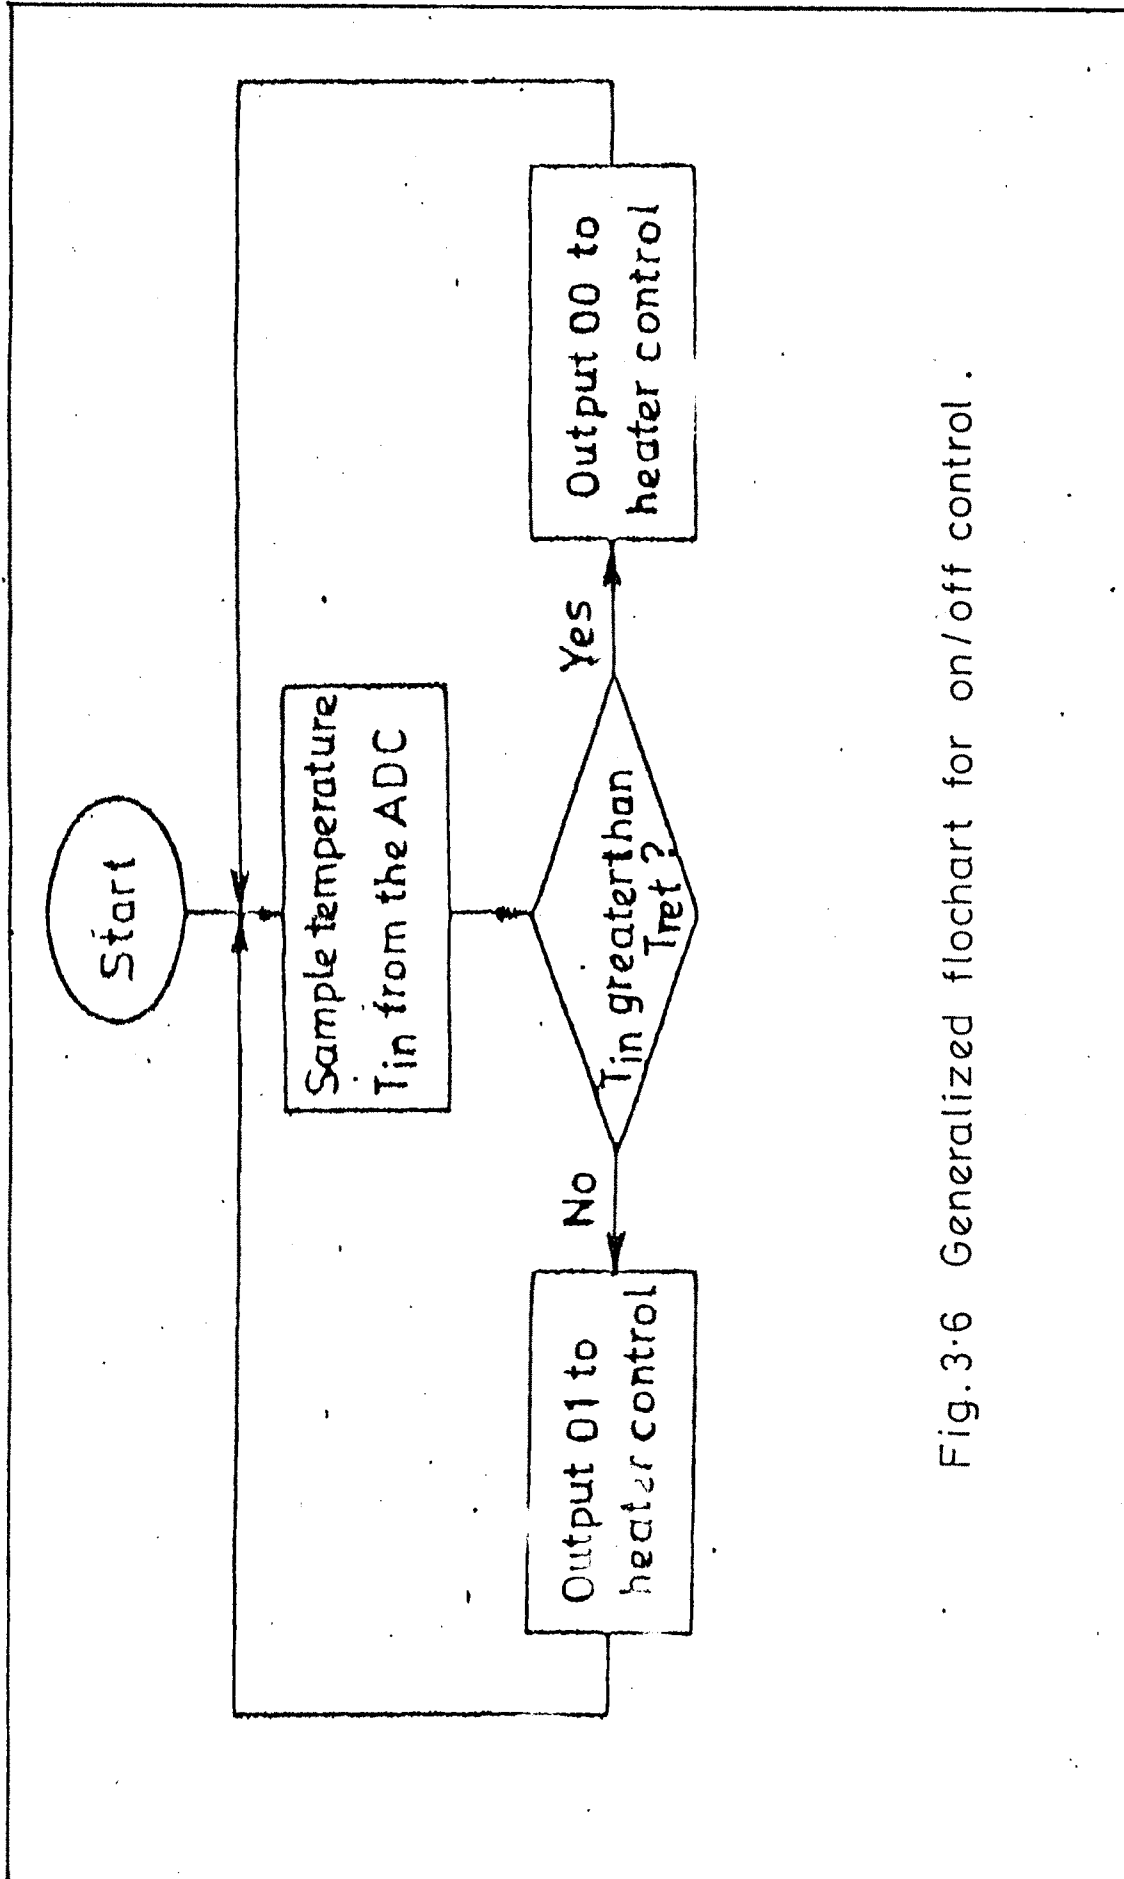 Start
Sample temperature
Tin from the ADC
Tin greater than
Tret ?
No
Yes
Output 01 to
heater control
Output 00 to
heater control
Fig. 3·6 Generalized flochart for on/off control .